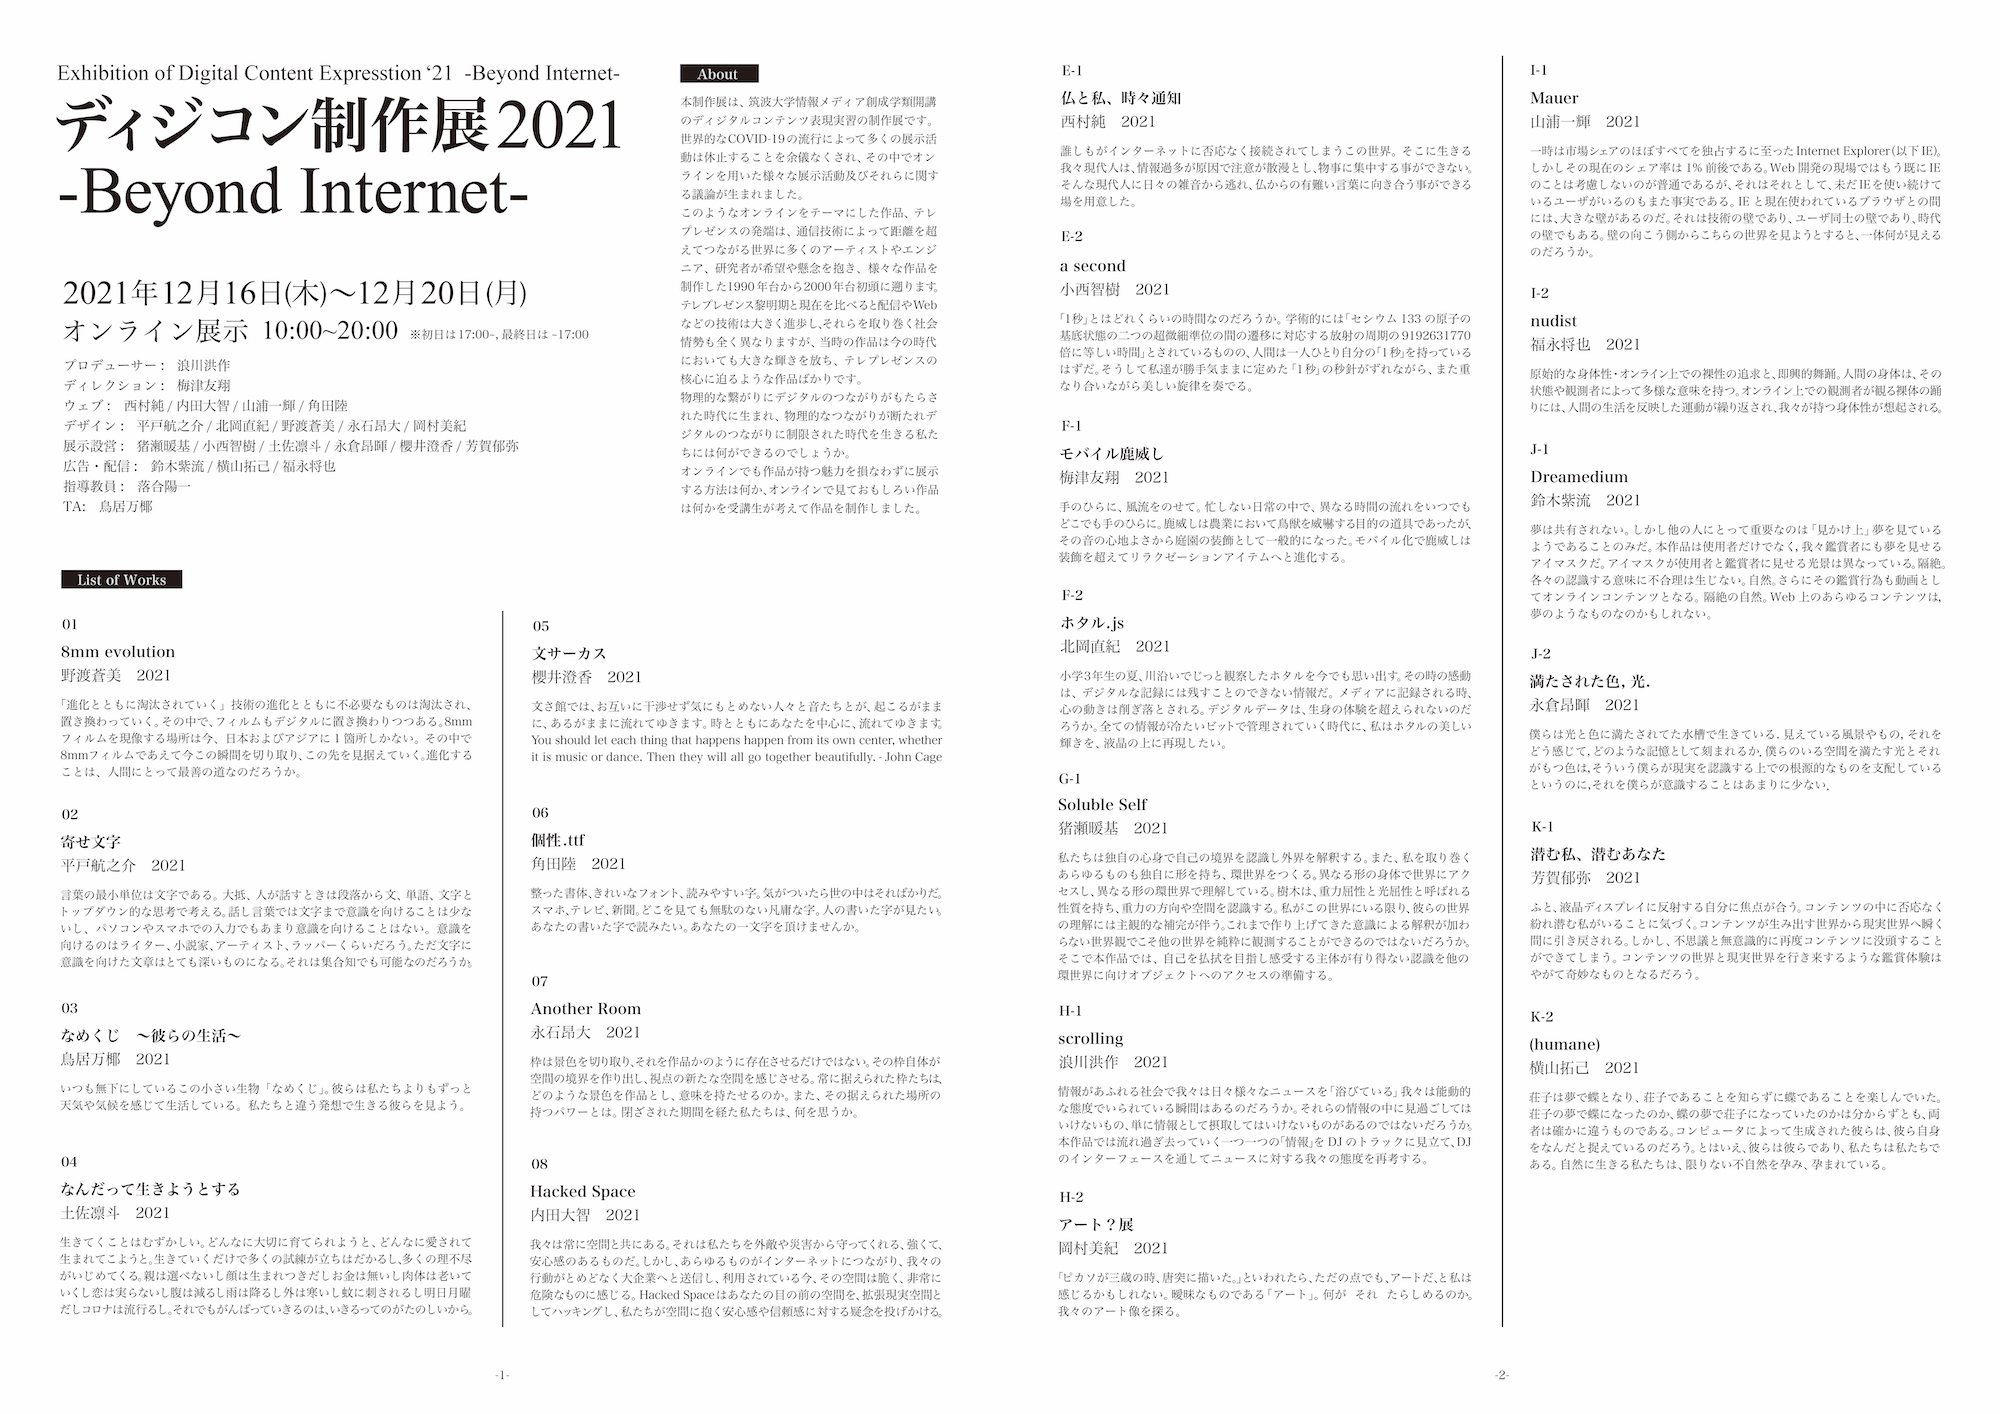 Exhibition of Digital Content Expresstion ‘21 -Beyond Internet-
ディジコン制作展2021
-Beyond Internet-
2021年12月16日(木)〜12月20日(月)
オンライン展示 10:00~20:00 ※初日は17:00~, 最終日は ~17:00
プロデューサー： 浪川洪作
ディレクション： 梅津友翔
ウェブ： 西村純 / 内田大智 / 山浦一輝 / 角田陸
デザイン： 平戸航之介 / 北岡直紀 / 野渡蒼美 / 永石昂大 / 岡村美紀
展示設営： 猪瀬暖基 / 小西智樹 / 土佐凛斗 / 永倉昂暉 / 櫻井澄香 / 芳賀郁弥
広告・配信： 鈴木紫流 / 横山拓己 / 福永将也
指導教員： 落合陽一
TA: 鳥居万椰
About
本制作展は、筑波大学情報メディア創成学類開講
のディジタルコンテンツ表現実習の制作展です。
世界的なCOVID-19の流行によって多くの展示活
動は休止することを余儀なくされ、その中でオン
ラインを用いた様々な展示活動及びそれらに関す
る議論が生まれました。
このようなオンラインをテーマにした作品、テレ
プレゼンスの発端は、通信技術によって距離を超
えてつながる世界に多くのアーティストやエンジ
ニア、研究者が希望や懸念を抱き、様々な作品を
制作した1990年台から2000年台初頭に遡ります。
テレプレゼンス黎明期と現在を比べると配信やWeb
などの技術は大きく進歩し、それらを取り巻く社会
情勢も全く異なりますが、当時の作品は今の時代
においても大きな輝きを放ち、テレプレゼンスの
核心に迫るような作品ばかりです。
物理的な繋がりにデジタルのつながりがもたらさ
れた時代に生まれ、物理的なつながりが断たれデ
ジタルのつながりに制限された時代を生きる私た
ちには何ができるのでしょうか。
オンラインでも作品が持つ魅力を損なわずに展示
する方法は何か、オンラインで見ておもしろい作品
は何かを受講生が考えて作品を制作しました。
List of Works
01
8mm evolution
野渡蒼美 2021
「進化とともに淘汰されていく」技術の進化とともに不必要なものは淘汰され、
置き換わっていく。その中で、フィルムもデジタルに置き換わりつつある。8mm
フィルムを現像する場所は今、日本およびアジアに１箇所しかない。その中で
8mmフィルムであえて今この瞬間を切り取り、この先を見据えていく。進化する
ことは、人間にとって最善の道なのだろうか。
02
寄せ文字
平戸航之介 2021
言葉の最小単位は文字である。大抵、人が話すときは段落から文、単語、文字と
トップダウン的な思考で考える。話し言葉では文字まで意識を向けることは少な
いし、パソコンやスマホでの入力でもあまり意識を向けることはない。意識を
向けるのはライター、小説家、アーティスト、ラッパーくらいだろう。ただ文字に
意識を向けた文章はとても深いものになる。それは集合知でも可能なのだろうか。
03
なめくじ 〜彼らの生活〜
鳥居万椰 2021
いつも無下にしているこの小さい生物「なめくじ」。彼らは私たちよりもずっと
天気や気候を感じて生活している。私たちと違う発想で生きる彼らを見よう。
04
なんだって生きようとする
土佐凛斗 2021
生きてくことはむずかしい。どんなに大切に育てられようと、どんなに愛されて
生まれてこようと。生きていくだけで多くの試練が立ちはだかるし、多くの理不尽
がいじめてくる。親は選べないし顔は生まれつきだしお金は無いし肉体は老いて
いくし恋は実らないし腹は減るし雨は降るし外は寒いし蚊に刺されるし明日月曜
だしコロナは流行るし。それでもがんばっていきるのは、いきるってのがたのしいから。
05
文サーカス
櫻井澄香 2021
文さ館では、お互いに干渉せず気にもとめない人々と音たちとが、起こるがまま
に、あるがままに流れてゆきます。時とともにあなたを中心に、流れてゆきます。
You should let each thing that happens happen from its own center, whether
it is music or dance. Then they will all go together beautifully. - John Cage
06
個性.ttf
角田陸 2021
整った書体、きれいなフォント、読みやすい字。気がついたら世の中はそればかりだ。
スマホ、テレビ、新聞。どこを見ても無駄のない凡庸な字。人の書いた字が見たい。
あなたの書いた字で読みたい。あなたの一文字を頂けませんか。
07
Another Room
永石昂大 2021
枠は景色を切り取り、それを作品かのように存在させるだけではない。その枠自体が
空間の境界を作り出し、視点の新たな空間を感じさせる。常に据えられた枠たちは、
どのような景色を作品とし、意味を持たせるのか。また、その据えられた場所の
持つパワーとは。閉ざされた期間を経た私たちは、何を思うか。
08
Hacked Space
内田大智 2021
我々は常に空間と共にある。それは私たちを外敵や災害から守ってくれる、強くて、
安心感のあるものだ。しかし、あらゆるものがインターネットにつながり、我々の
行動がとめどなく大企業へと送信し、利用されている今、その空間は脆く、非常に
危険なものに感じる。Hacked Spaceはあなたの目の前の空間を、拡張現実空間と
してハッキングし、私たちが空間に抱く安心感や信頼感に対する疑念を投げかける。
-1-
E-1
仏と私、時々通知
西村純 2021
誰しもがインターネットに否応なく接続されてしまうこの世界。そこに生きる
我々現代人は、情報過多が原因で注意が散漫とし、物事に集中する事ができない。
そんな現代人に日々の雑音から逃れ、仏からの有難い言葉に向き合う事ができる
場を用意した。
E-2
a second
小西智樹 2021
「1秒」とはどれくらいの時間なのだろうか。学術的には「セシウム 133 の原子の
基底状態の二つの超微細準位の間の遷移に対応する放射の周期の 9192631770
倍に等しい時間」とされているものの、人間は一人ひとり自分の「1秒」を持っている
はずだ。そうして私達が勝手気ままに定めた「1秒」の秒針がずれながら、また重
なり合いながら美しい旋律を奏でる。
F-1
モバイル鹿威し
梅津友翔 2021
手のひらに、風流をのせて。忙しない日常の中で、異なる時間の流れをいつでも
どこでも手のひらに。鹿威しは農業において鳥獣を威嚇する目的の道具であったが、
その音の心地よさから庭園の装飾として一般的になった。モバイル化で鹿威しは
装飾を超えてリラクゼーションアイテムへと進化する。
F-2
ホタル.js
北岡直紀 2021
小学3年生の夏、川沿いでじっと観察したホタルを今でも思い出す。その時の感動
は、デジタルな記録には残すことのできない情報だ。メディアに記録される時、
心の動きは削ぎ落とされる。デジタルデータは、生身の体験を超えられないのだ
ろうか。全ての情報が冷たいビットで管理されていく時代に、私はホタルの美しい
輝きを、液晶の上に再現したい。
G-1
Soluble Self
猪瀬暖基 2021
私たちは独自の心身で自己の境界を認識し外界を解釈する。また、私を取り巻く
あらゆるものも独自に形を持ち、環世界をつくる。異なる形の身体で世界にアク
セスし、異なる形の環世界で理解している。樹木は、重力屈性と光屈性と呼ばれる
性質を持ち、重力の方向や空間を認識する。私がこの世界にいる限り、彼らの世界
の理解には主観的な補完が伴う。これまで作り上げてきた意識による解釈が加わ
らない世界観でこそ他の世界を純粋に観測することができるのではないだろうか。
そこで本作品では、自己を払拭を目指し感受する主体が有り得ない認識を他の
環世界に向けオブジェクトへのアクセスの準備する。
H-1
scrolling
浪川洪作 2021
情報があふれる社会で我々は日々様々なニュースを「浴びている」我々は能動的
な態度でいられている瞬間はあるのだろうか。それらの情報の中に見過ごしては
いけないもの、単に情報として摂取してはいけないものがあるのではないだろうか。
本作品では流れ過ぎ去っていく一つ一つの「情報」を DJ のトラックに見立て、DJ
のインターフェースを通してニュースに対する我々の態度を再考する。
H-2
アート？展
岡村美紀 2021
「ピカソが三歳の時、唐突に描いた。」といわれたら、ただの点でも、アートだ、と私は
感じるかもしれない。曖昧なものである「アート」。何が それ たらしめるのか。
我々のアート像を探る。
I-1
Mauer
山浦一輝 2021
一時は市場シェアのほぼすべてを独占するに至った Internet Explorer (以下 IE)。
しかしその現在のシェア率は 1% 前後である。Web 開発の現場ではもう既に IE
のことは考慮しないのが普通であるが、それはそれとして、未だ IE を使い続けて
いるユーザがいるのもまた事実である。IE と現在使われているブラウザとの間
には、大きな壁があるのだ。それは技術の壁であり、ユーザ同士の壁であり、時代
の壁でもある。壁の向こう側からこちらの世界を見ようとすると、一体何が見える
のだろうか。
I-2
nudist
福永将也 2021
原始的な身体性・オンライン上での裸性の追求と、即興的舞踊。人間の身体は、その
状態や観測者によって多様な意味を持つ。オンライン上での観測者が観る裸体の踊
りには、人間の生活を反映した運動が繰り返され、我々が持つ身体性が想起される。
J-1
Dreamedium
鈴木紫流 2021
夢は共有されない。しかし他の人にとって重要なのは「見かけ上」夢を見ている
ようであることのみだ。本作品は使用者だけでなく、我々鑑賞者にも夢を見せる
アイマスクだ。アイマスクが使用者と鑑賞者に見せる光景は異なっている。隔絶。
各々の認識する意味に不合理は生じない。自然。さらにその鑑賞行為も動画とし
てオンラインコンテンツとなる。隔絶の自然。Web 上のあらゆるコンテンツは、
夢のようなものなのかもしれない。
J-2
満たされた色, 光.
永倉昂暉 2021
僕らは光と色に満たされてた水槽で生きている. 見えている風景やもの, それを
どう感じて, どのような記憶として刻まれるか, 僕らのいる空間を満たす光とそれ
がもつ色は, そういう僕らが現実を認識する上での根源的なものを支配している
というのに, それを僕らが意識することはあまりに少ない.
K-1
潜む私、潜むあなた
芳賀郁弥 2021
ふと、液晶ディスプレイに反射する自分に焦点が合う。コンテンツの中に否応なく
紛れ潜む私がいることに気づく。コンテンツが生み出す世界から現実世界へ瞬く
間に引き戻される。しかし、不思議と無意識的に再度コンテンツに没頭すること
ができてしまう。コンテンツの世界と現実世界を行き来するような鑑賞体験は
やがて奇妙なものとなるだろう。
K-2
(humane)
横山拓己 2021
荘子は夢で蝶となり、荘子であることを知らずに蝶であることを楽しんでいた。
荘子の夢で蝶になったのか、蝶の夢で荘子になっていたのかは分からずとも、両
者は確かに違うものである。コンピュータによって生成された彼らは、彼ら自身
をなんだと捉えているのだろう。とはいえ、彼らは彼らであり、私たちは私たちで
ある。自然に生きる私たちは、限りない不自然を孕み、孕まれている。
-2-